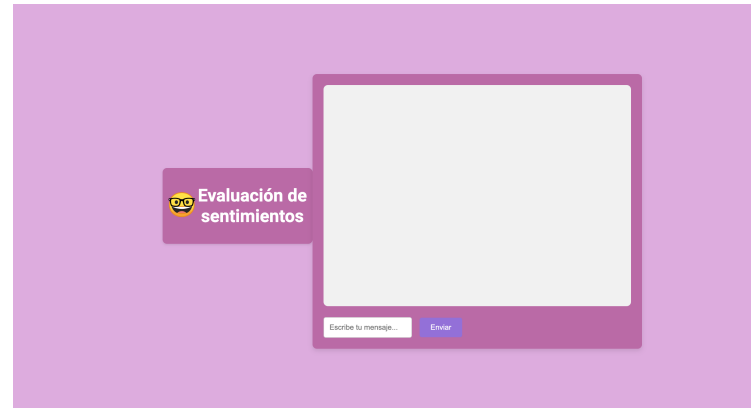 Evaluación de
sentimientos
Escribe tu mensaje...
Enviar